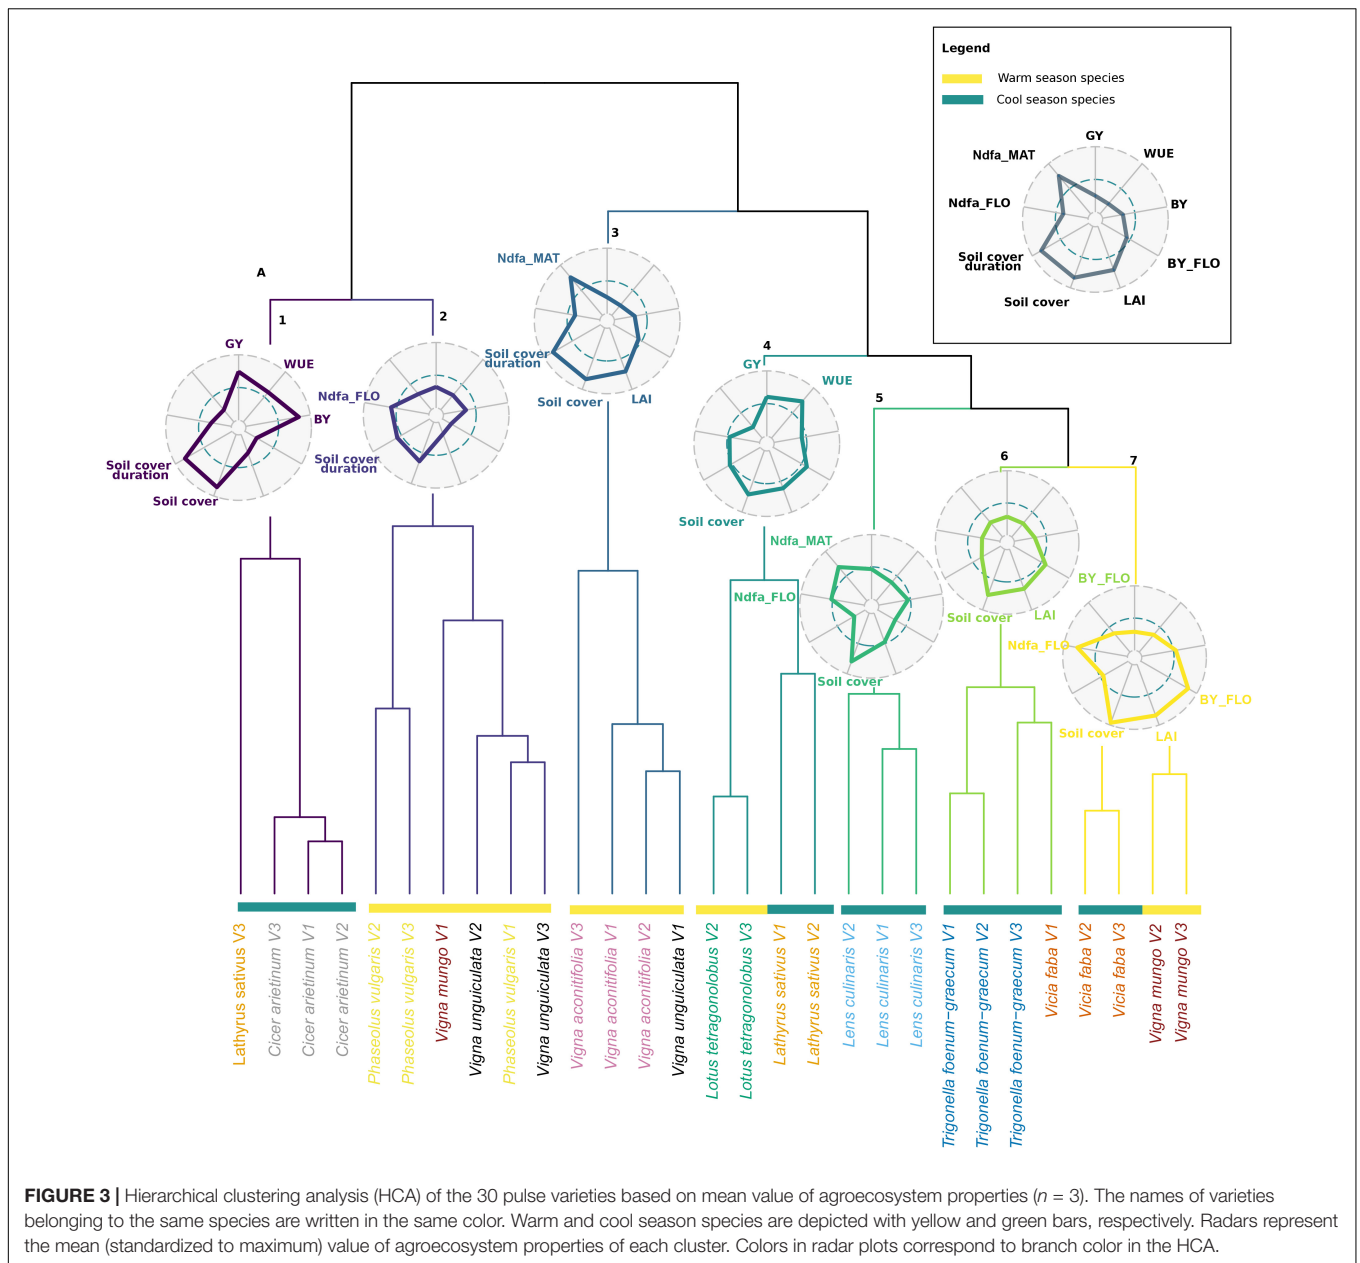 Legend
Warm season species
Cool season species
GY
WUE
BY
BY_FLO
LAI
Soil cover
Soil cover
duration
Ndfa_FLO
Ndfa_MAT
A
1
GY
WUE
BY
Soil cover
duration
Soil cover
2
Ndfa_FLO
Soil cover
duration
3
Ndfa_MAT
Soil cover
duration
Soil cover
LAI
4
GY
WUE
Soil cover
5
Ndfa_MAT
Ndfa_FLO
Soil cover
6
Soil cover
LAI
BY_FLO
7
Ndfa_FLO
BY_FLO
Soil cover
LAI
Lathyrus sativus V3
Cicer arietinum V3
Cicer arietinum V1
Cicer arietinum V2
Phaseolus vulgaris V2
Phaseolus vulgaris V3
Vigna mungo V1
Vigna unguiculata V2
Phaseolus vulgaris V1
Vigna unguiculata V3
Vigna aconitifolia V3
Vigna aconitifolia V1
Vigna aconitifolia V2
Vigna unguiculata V1
Lotus tetragonolobus V2
Lotus tetragonolobus V3
Lathyrus sativus V1
Lathyrus sativus V2
Lens culinaris V2
Lens culinaris V1
Lens culinaris V3
Trigonella foenum−graecum V1
Trigonella foenum−graecum V2
Trigonella foenum−graecum V3
Vicia faba V1
Vicia faba V2
Vicia faba V3
Vigna mungo V2
Vigna mungo V3
FIGURE 3 | Hierarchical clustering analysis (HCA) of the 30 pulse varieties based on mean value of agroecosystem properties (n = 3). The names of varieties
belonging to the same species are written in the same color. Warm and cool season species are depicted with yellow and green bars, respectively. Radars represent
the mean (standardized to maximum) value of agroecosystem properties of each cluster. Colors in radar plots correspond to branch color in the HCA.